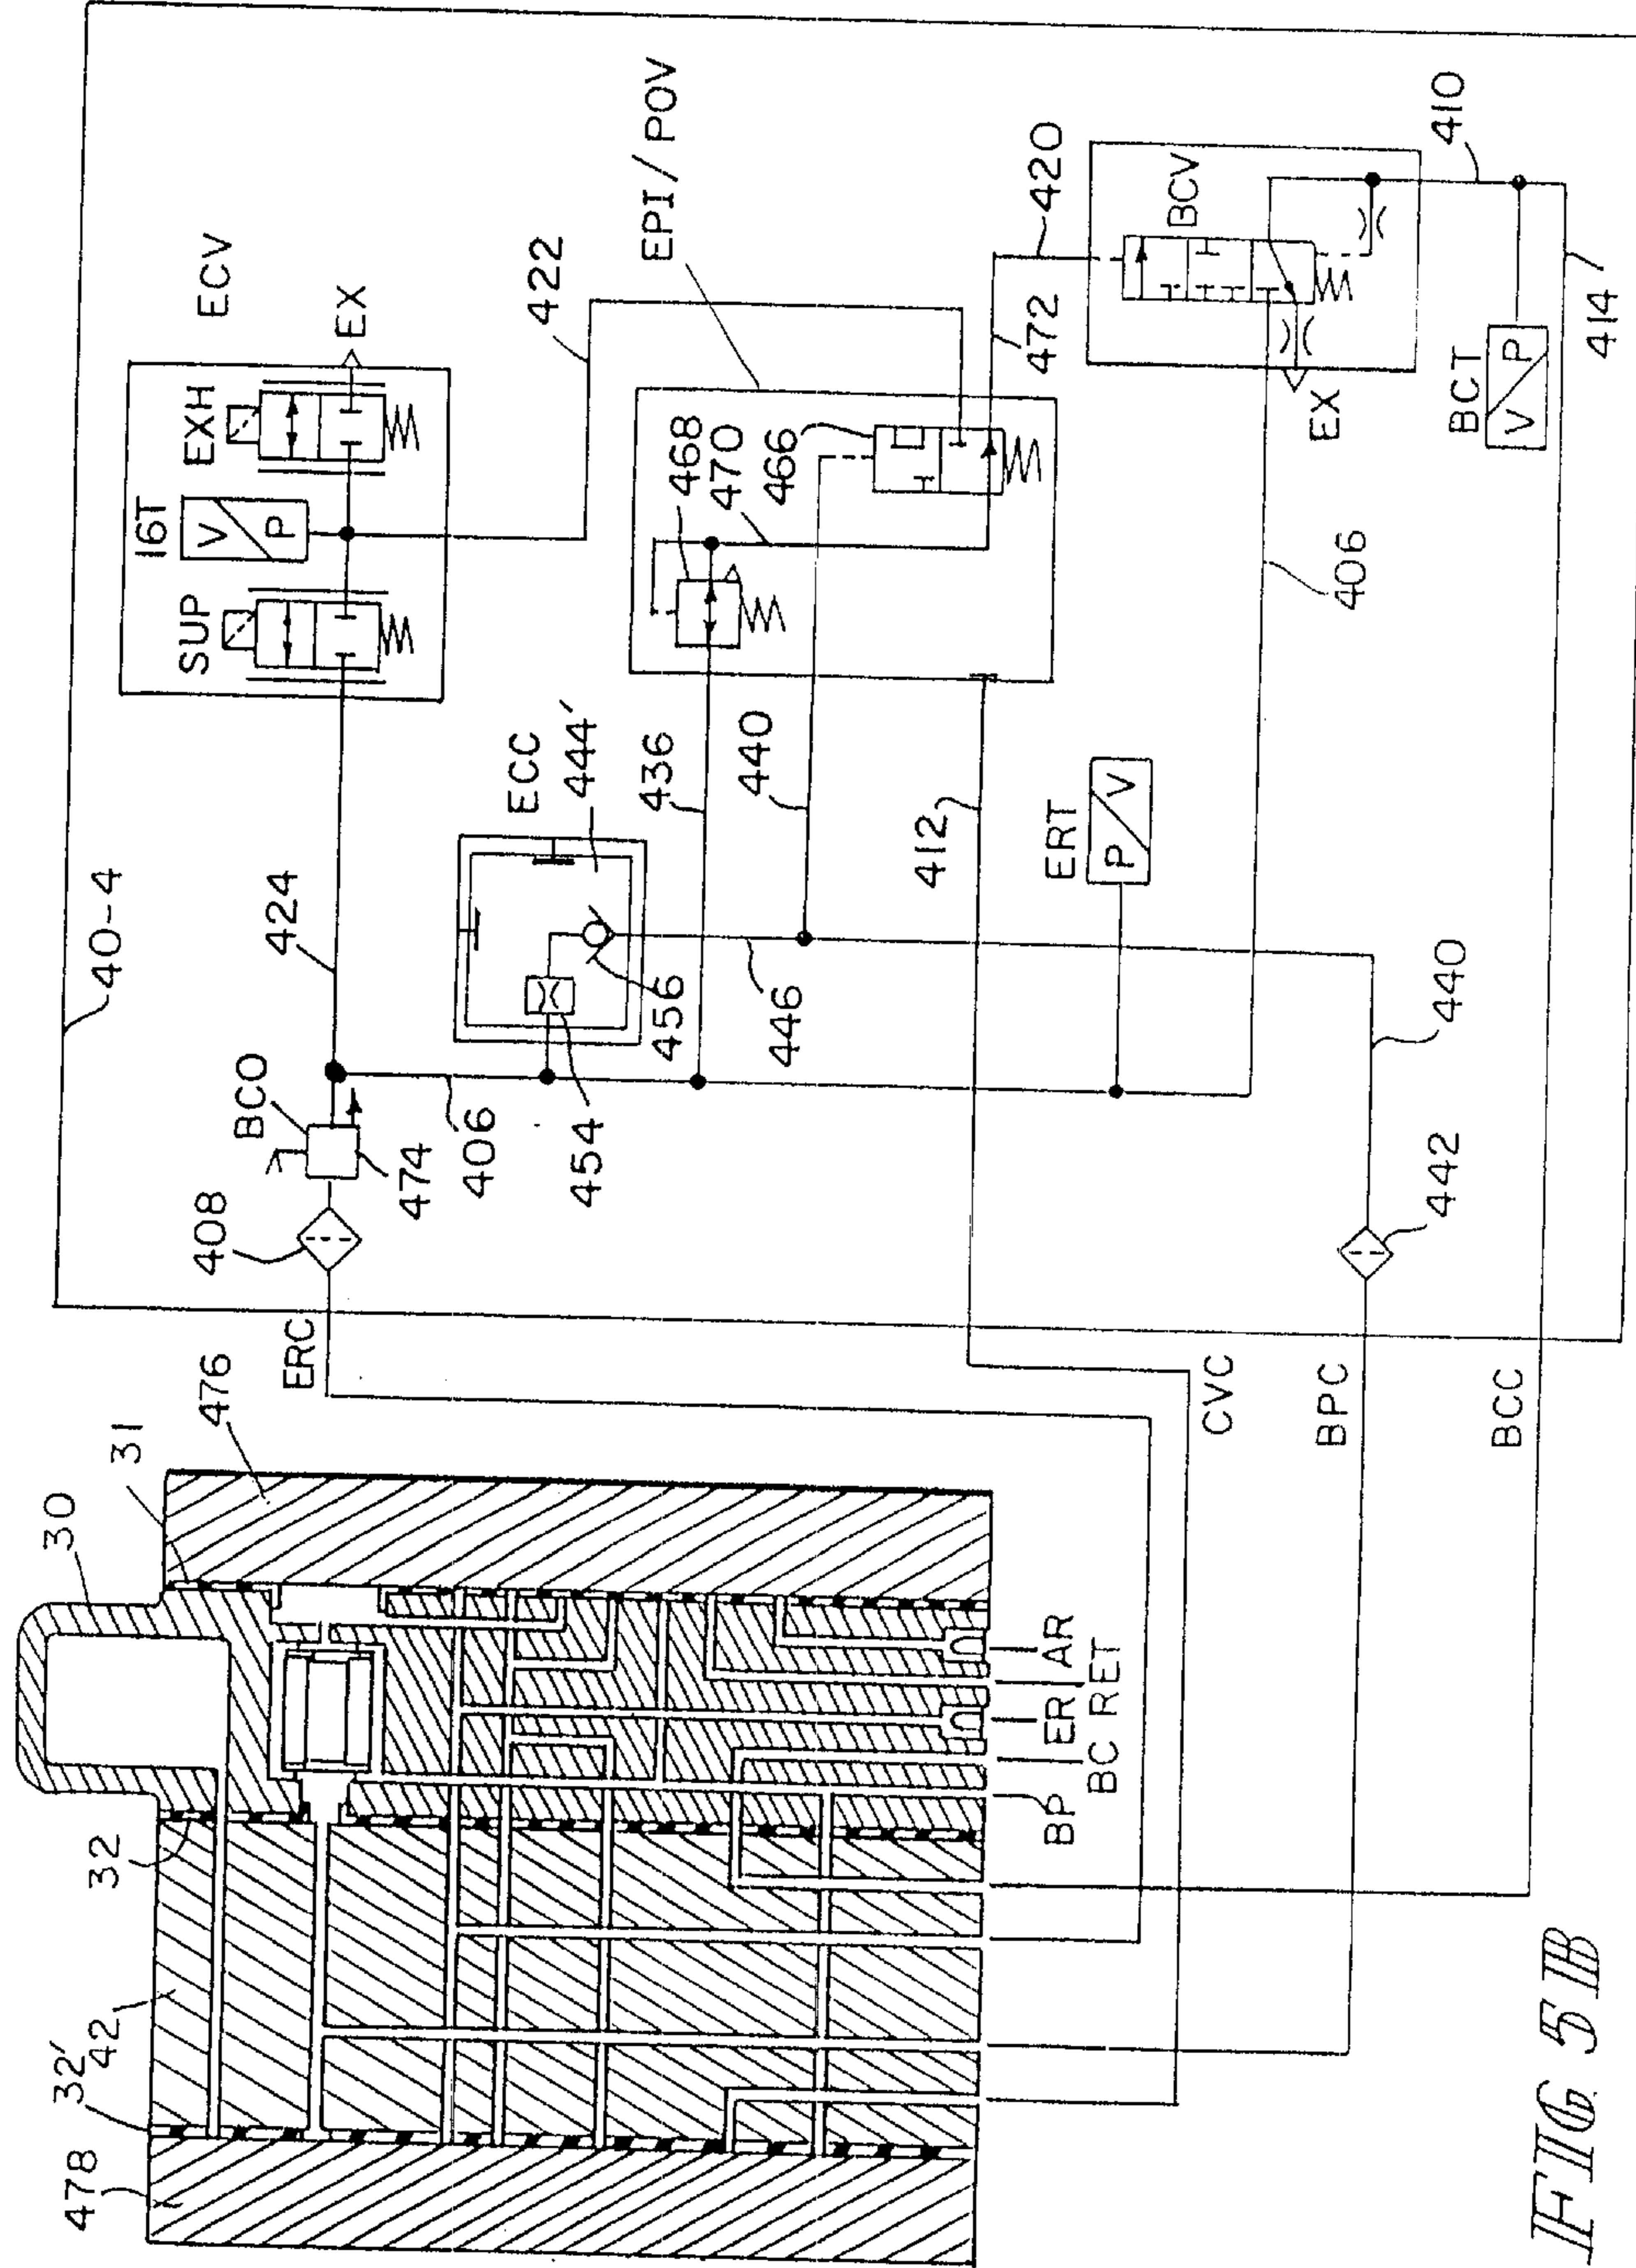 40-4
ECV
EXH
EX
16T
V
P
SUP
424
422
EPI / POV
BCO
474
408
406
ECC
444′
454
456
446
436
440
468
470
466
472
420
BCV
EX
410
412
ERT
P
V
406
BCT
V
P
414
440
442
ERC
CVC
BPC
BCC
30
31
476
32
32′
42
478
AR
RET
ER
BC
BP
FIG 5B